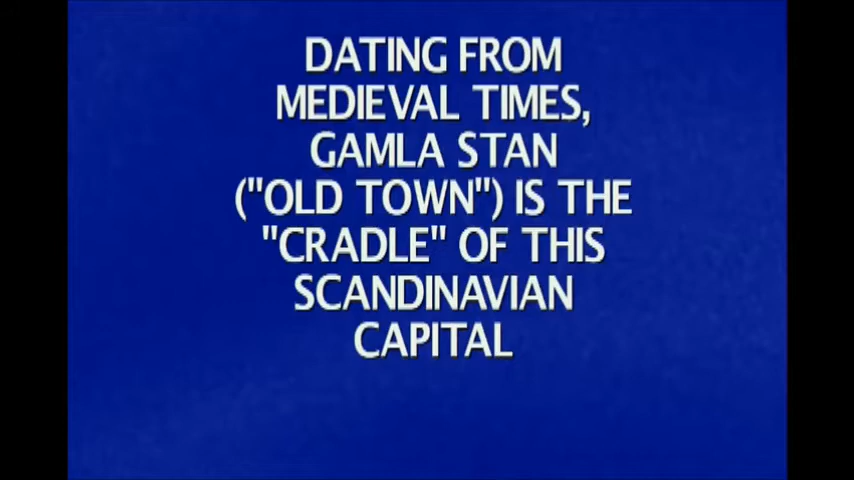 DATING FROM
MEDIEVAL TIMES,
GAMLA STAN
("OLD TOWN") IS THE
"CRADLE" OF THIS
SCANDINAVIAN
CAPITAL